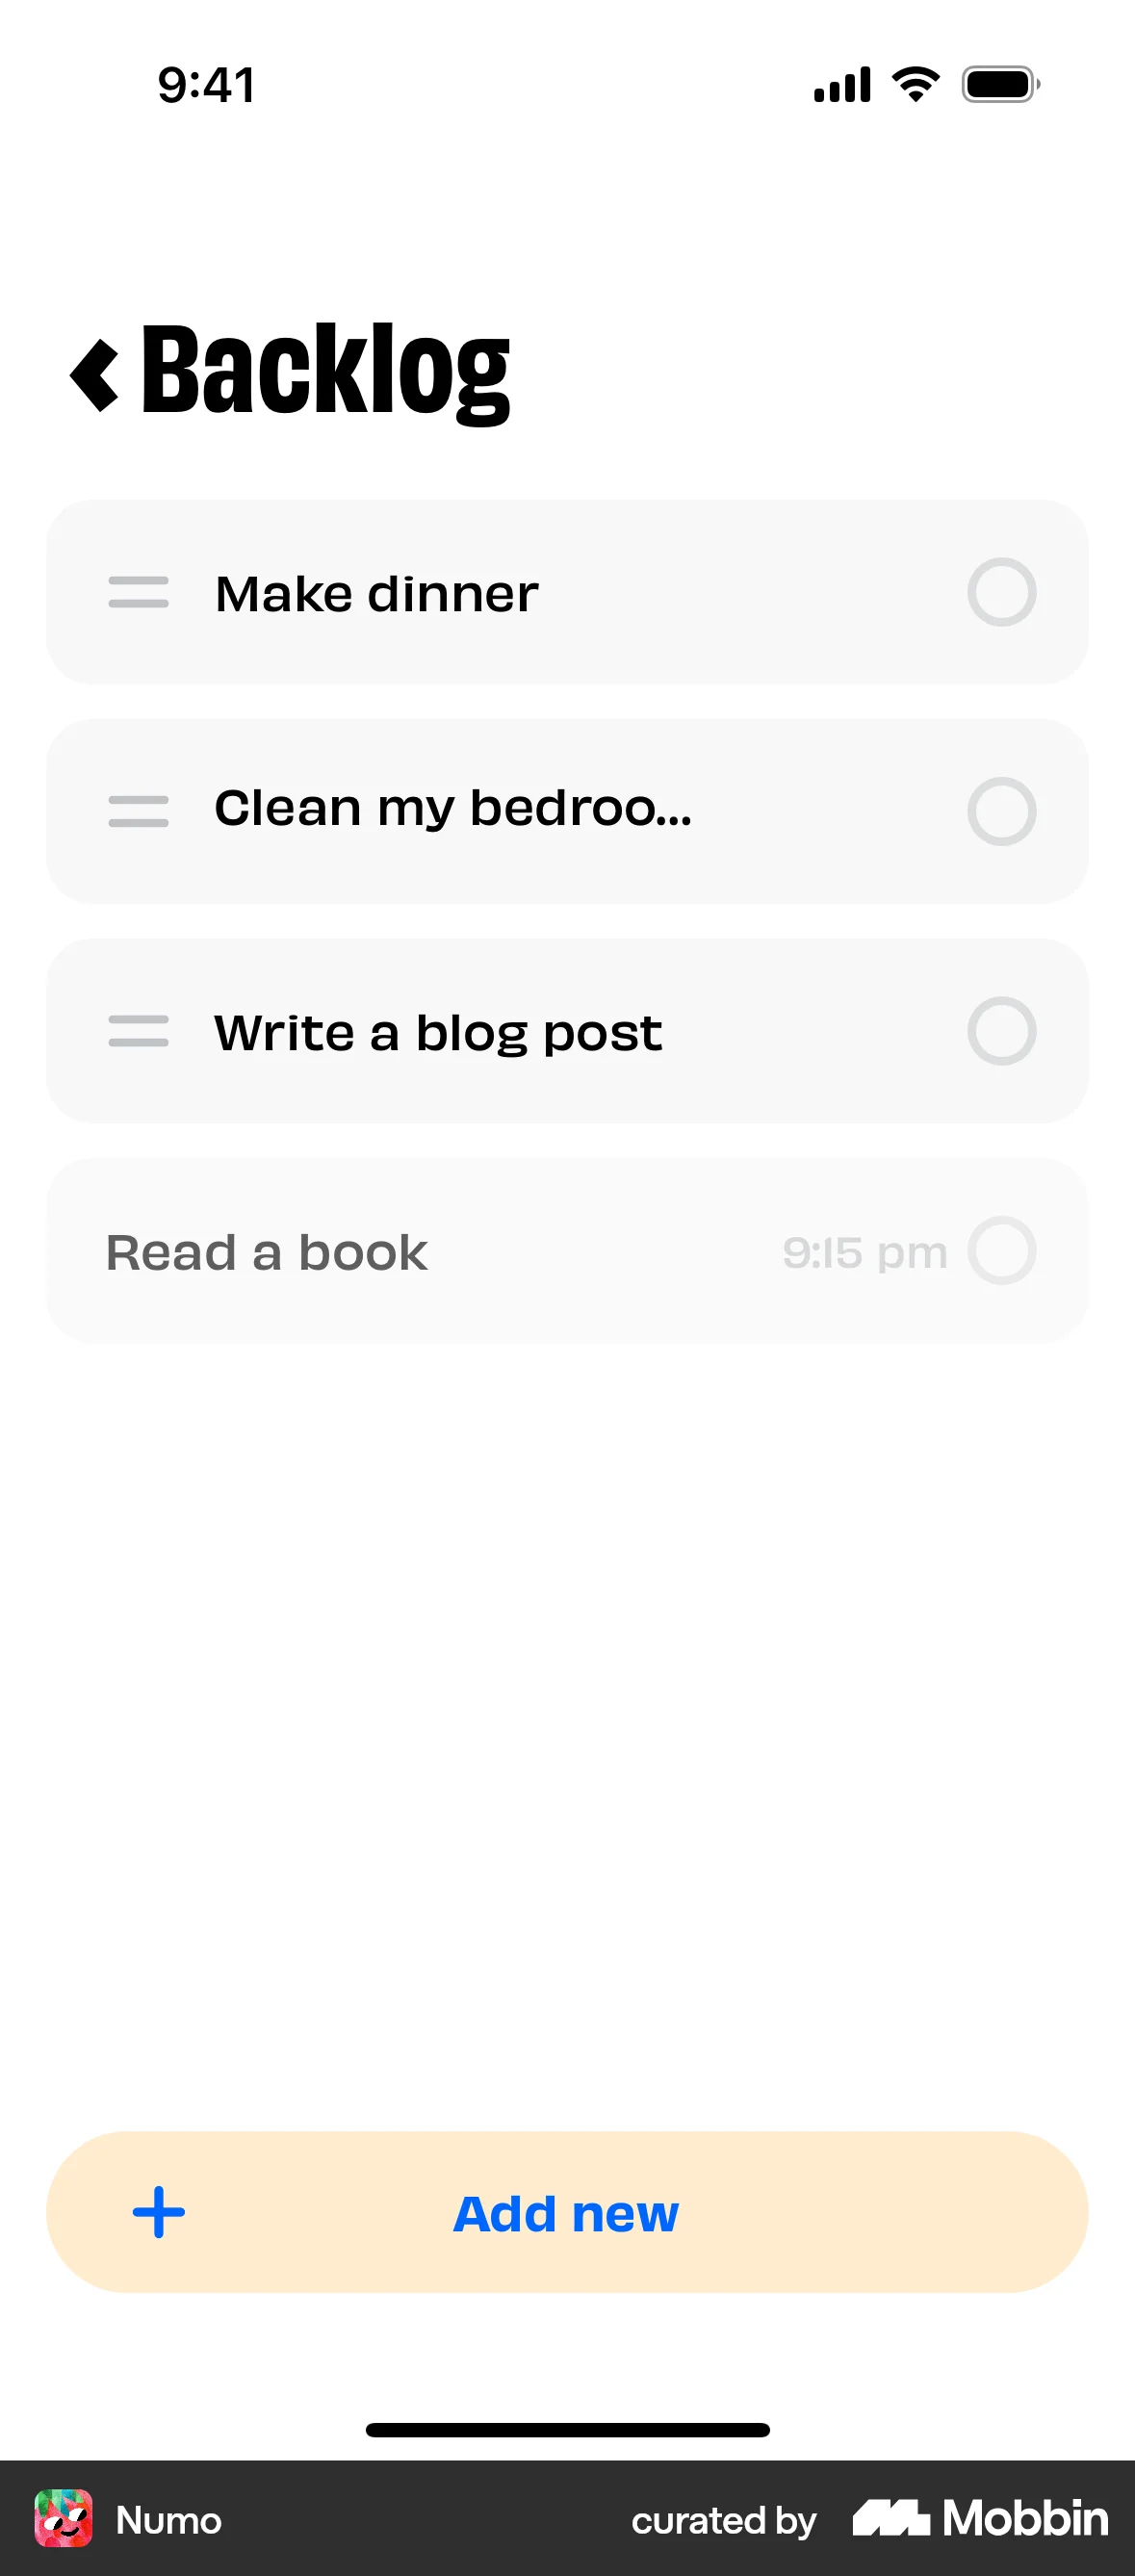 9:41
Backlog
Make dinner
Clean my bedroo...
Write a blog post
Read a book 9:15 pm
Add new
Numo curated by Mobbin